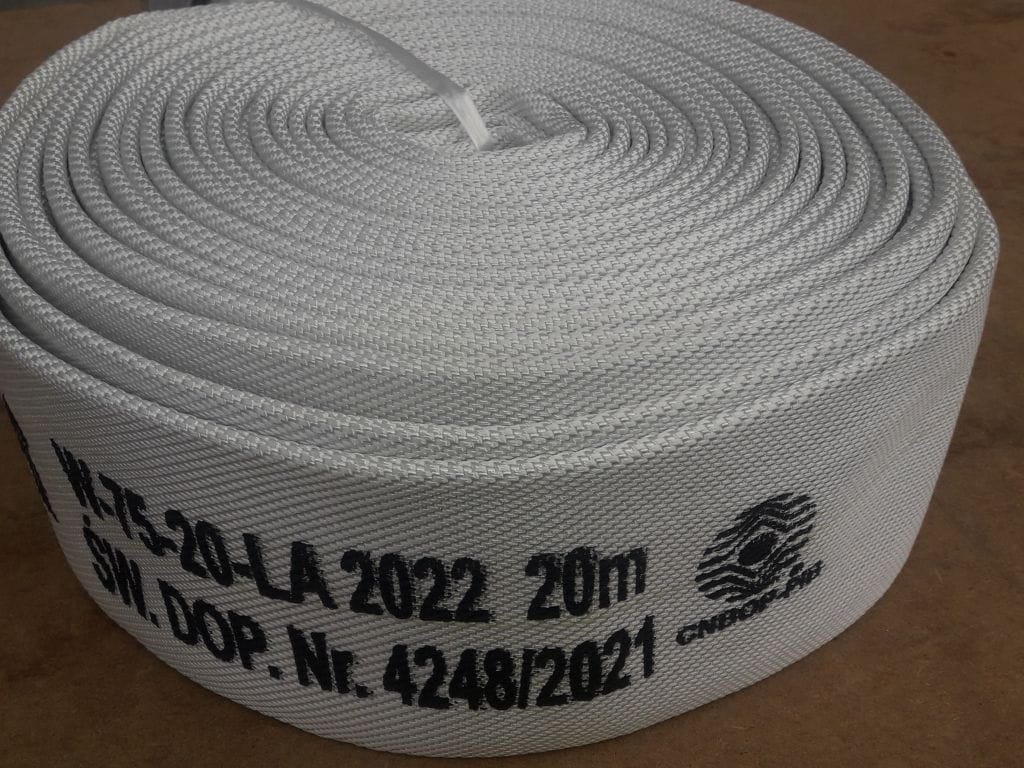 W-75-20-LA 2022 20m
ŚW. DOP. Nr. 4248/2021
CNBOP-PIB